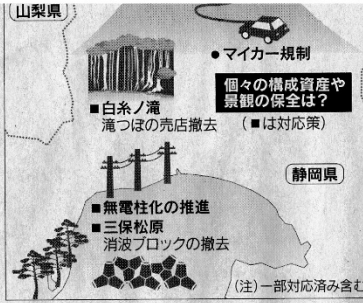 山梨県
●マイカー規制
個々の構成資産や
景観の保全は?
(■は対応策)
■白糸ノ滝
滝つぼの売店撤去
静岡県
■無電柱化の推進
■三保松原
消波ブロックの撤去
(注)一部対応済み含む